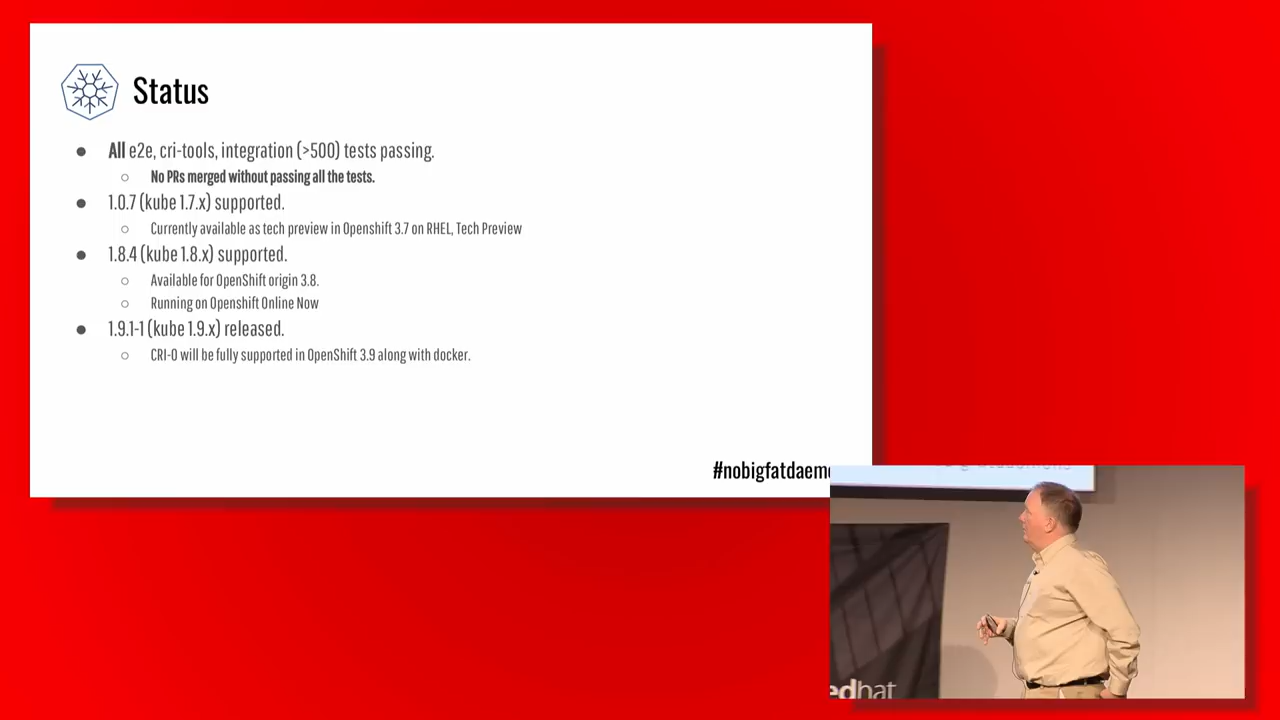 Status
● All e2e, cri-tools, integration (>500) tests passing.
○ No PRs merged without passing all the tests.
● 1.0.7 (kube 1.7.x) supported.
○ Currently available as tech preview in Openshift 3.7 on RHEL, Tech Preview
● 1.8.4 (kube 1.8.x) supported.
○ Available for OpenShift origin 3.8.
○ Running on Openshift Online Now
● 1.9.1-1 (kube 1.9.x) released.
○ CRI-O will be fully supported in OpenShift 3.9 along with docker.
#nobigfatdaem
edhat